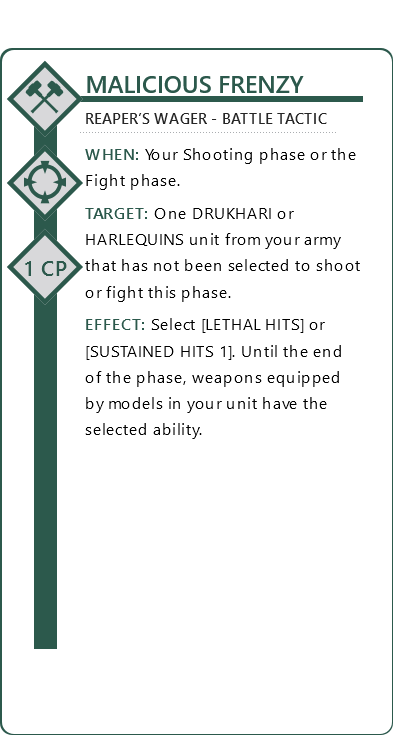 MALICIOUS FRENZY
REAPER’S WAGER - BATTLE TACTIC
WHEN: Your Shooting phase or the
Fight phase.
TARGET: One DRUKHARI or
HARLEQUINS unit from your army
1 CP
that has not been selected to shoot
or fight this phase.
EFFECT: Select [LETHAL HITS] or
[SUSTAINED HITS 1]. Until the end
of the phase, weapons equipped
by models in your unit have the
selected ability.